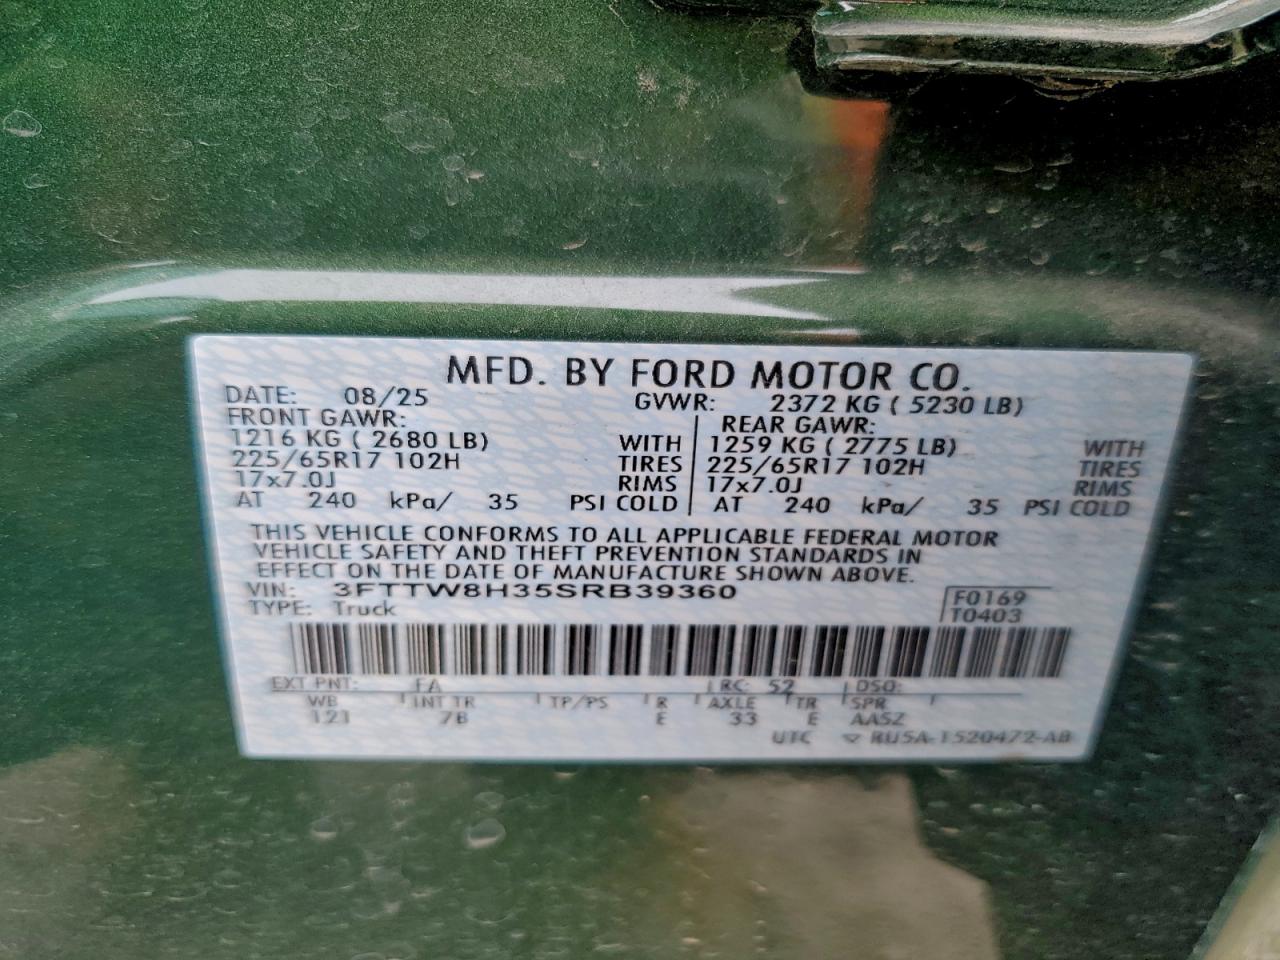 MFD. BY FORD MOTOR CO.
DATE: 08/25 GVWR: 2372 KG ( 5230 LB)
FRONT GAWR: REAR GAWR:
1216 KG ( 2680 LB) WITH 1259 KG ( 2775 LB) WITH
225/65R17 102H TIRES 225/65R17 102H TIRES
17x7.0J RIMS 17x7.0J RIMS
AT 240 kPa/ 35 PSI COLD AT 240 kPa/ 35 PSI COLD
THIS VEHICLE CONFORMS TO ALL APPLICABLE FEDERAL MOTOR
VEHICLE SAFETY AND THEFT PREVENTION STANDARDS IN
EFFECT ON THE DATE OF MANUFACTURE SHOWN ABOVE.
VIN: 3FTTW8H35SRB39360 F0169
TYPE: Truck T0403
EXT PNT: FA RC: 52 DSO:
WB INT TR TP/PS R AXLE TR SPR
121 7B E 33 E AA5Z
UTC ▽ RU5A-1520472-AB